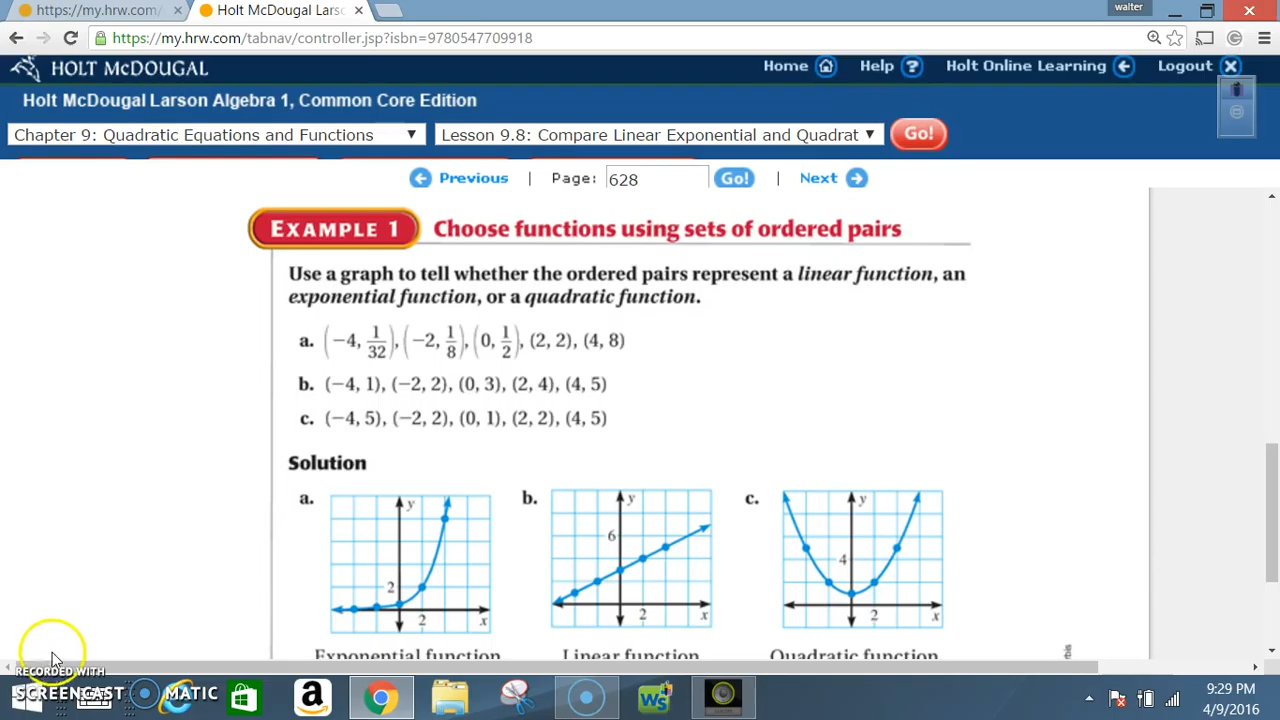 https://my.hrw.com/tabnav/ ×
Holt McDougal Larso ×
walter
https://my.hrw.com/tabnav/controller.jsp?isbn=9780547709918
HOLT McDOUGAL
Home
Help ?
Holt Online Learning
Logout
Holt McDougal Larson Algebra 1, Common Core Edition
Chapter 9: Quadratic Equations and Functions
Lesson 9.8: Compare Linear Exponential and Quadrat
Go!
Previous | Page: 628 Go! | Next
EXAMPLE 1 Choose functions using sets of ordered pairs
Use a graph to tell whether the ordered pairs represent a linear function, an
exponential function, or a quadratic function.
a. (−4, 1/32), (−2, 1/8), (0, 1/2), (2, 2), (4, 8)
b. (−4, 1), (−2, 2), (0, 3), (2, 4), (4, 5)
c. (−4, 5), (−2, 2), (0, 1), (2, 2), (4, 5)
Solution
a. y 2 2 x
b. y 6 2 x
c. y 4 2 x
Exponential function
Linear function
Quadratic function
RECORDED WITH
SCREENCAST MATIC
9:29 PM
4/9/2016